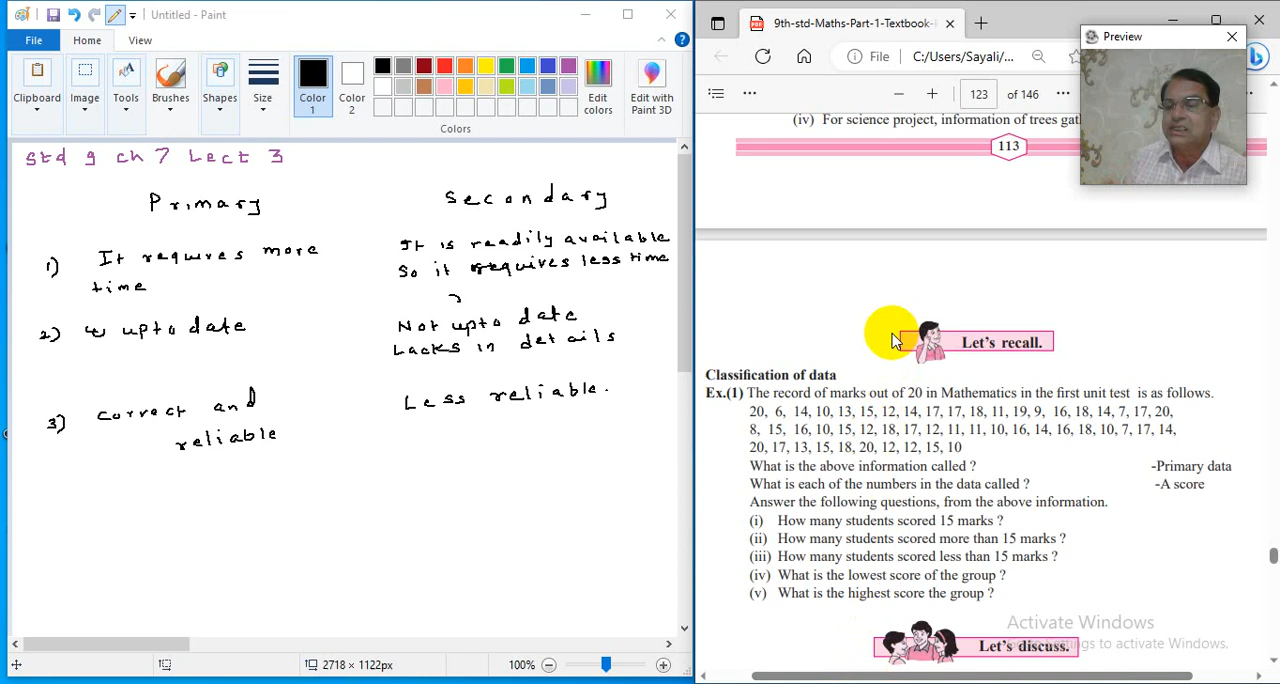 Untitled - Paint
File
Home
View
Clipboard
Image
Tools
Brushes
Shapes
Size
Color 1
Color 2
Edit colors
Edit with Paint 3D
Colors
Std 9 ch 7 Lect 3
Primary
Secondary
1) It requires more time
It is readily available
So it requires less time
2) upto date
Not upto date
Lacks in details
3) correct and reliable
Less reliable.
2718 × 1122px
100%
9th-std-Maths-Part-1-Textbook-
File
C:/Users/Sayali/...
123 of 146
Preview
(iv) For science project, information of trees
113
Let's recall.
Classification of data
Ex.(1) The record of marks out of 20 in Mathematics in the first unit test is as follows.
20, 6, 14, 10, 13, 15, 12, 14, 17, 17, 18, 11, 19, 9, 16, 18, 14, 7, 17, 20,
8, 15, 16, 10, 15, 12, 18, 17, 12, 11, 11, 10, 16, 14, 16, 18, 10, 7, 17, 14,
20, 17, 13, 15, 18, 20, 12, 12, 15, 10
What is the above information called ? -Primary data
What is each of the numbers in the data called ? -A score
Answer the following questions, from the above information.
(i) How many students scored 15 marks ?
(ii) How many students scored more than 15 marks ?
(iii) How many students scored less than 15 marks ?
(iv) What is the lowest score of the group ?
(v) What is the highest score the group ?
Activate Windows
to activate Windows.
Let's discuss.